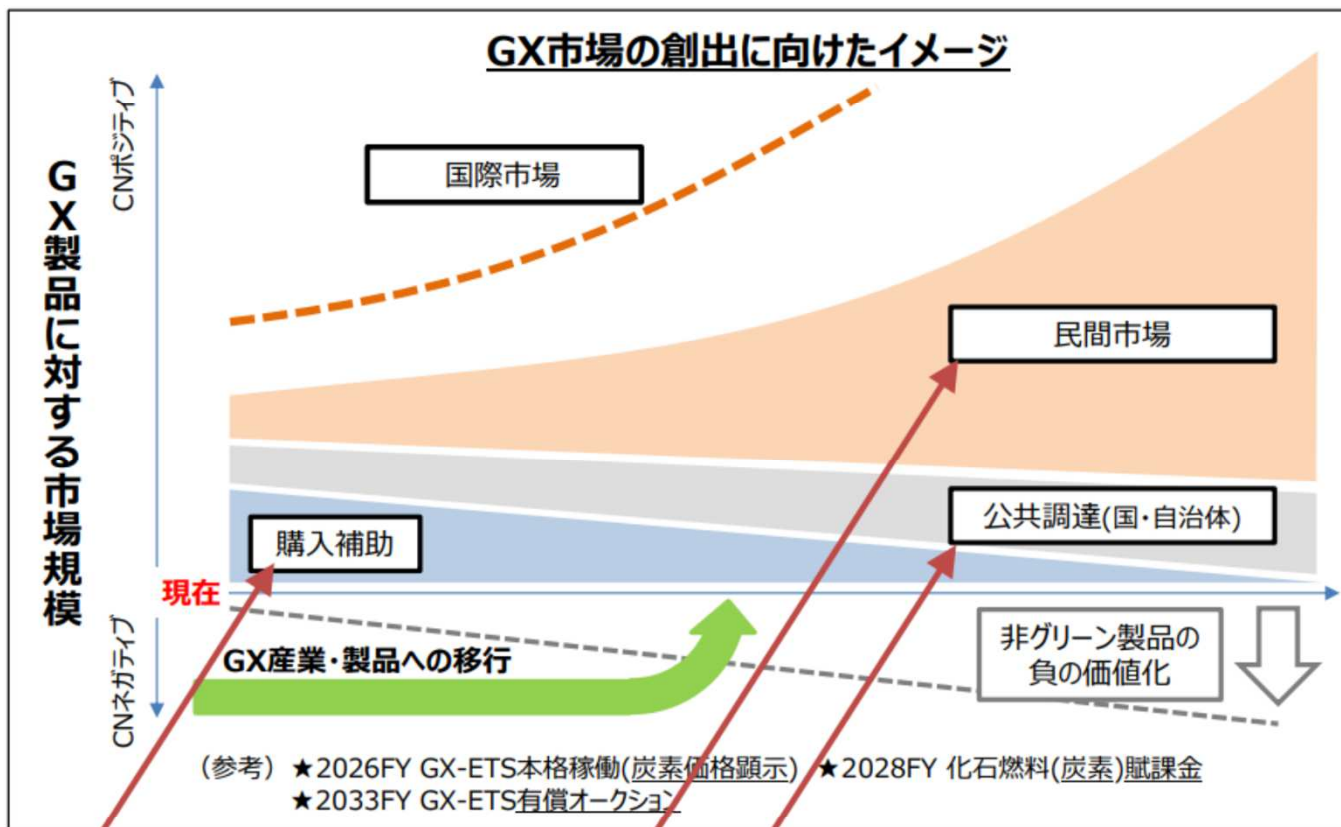 GX市場の創出に向けたイメージ
CNポジティブ
GX製品に対する市場規模
国際市場
民間市場
公共調達(国・自治体)
購入補助
現在
CNネガティブ
GX産業・製品への移行
非グリーン製品の
負の価値化
（参考）★2026FY GX-ETS本格稼働(炭素価格顕示) ★2028FY 化石燃料(炭素)賦課金
★2033FY GX-ETS有償オークション